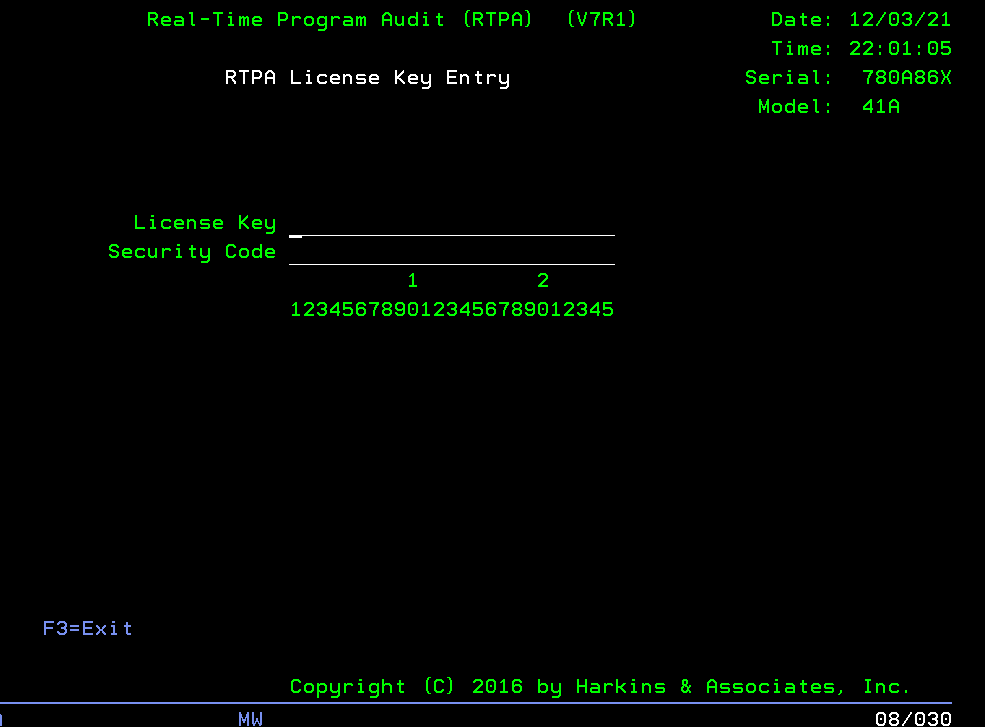 Real-Time Program Audit (RTPA) (V7R1) Date: 12/03/21
Time: 22:01:05
RTPA License Key Entry Serial: 780A86X
Model: 41A
License Key
Security Code
1 2
1234567890123456789012345
F3=Exit
Copyright (C) 2016 by Harkins & Associates, Inc.
MW 08/030